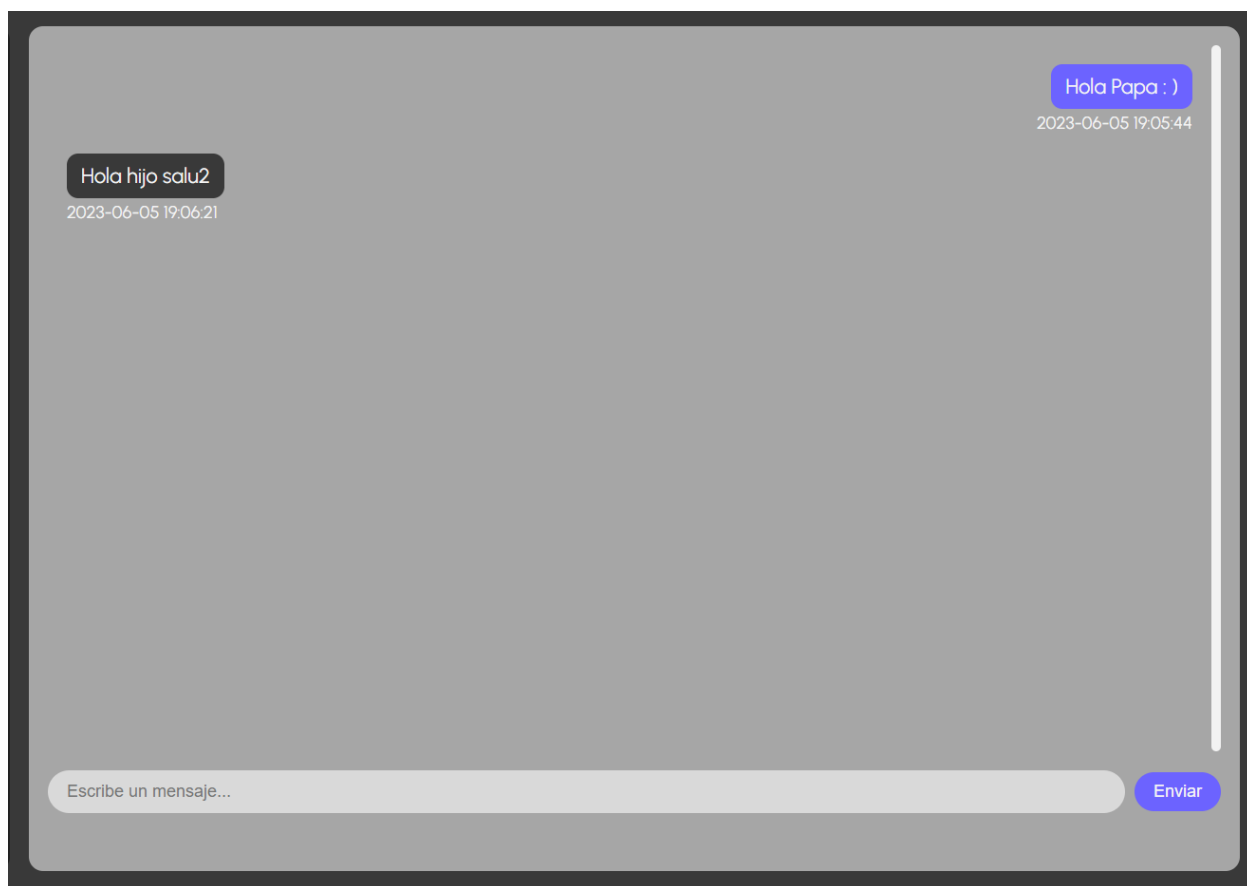 Hola Papa : )
2023-06-05 19:05:44
Hola hijo salu2
2023-06-05 19:06:21
Escribe un mensaje...
Enviar